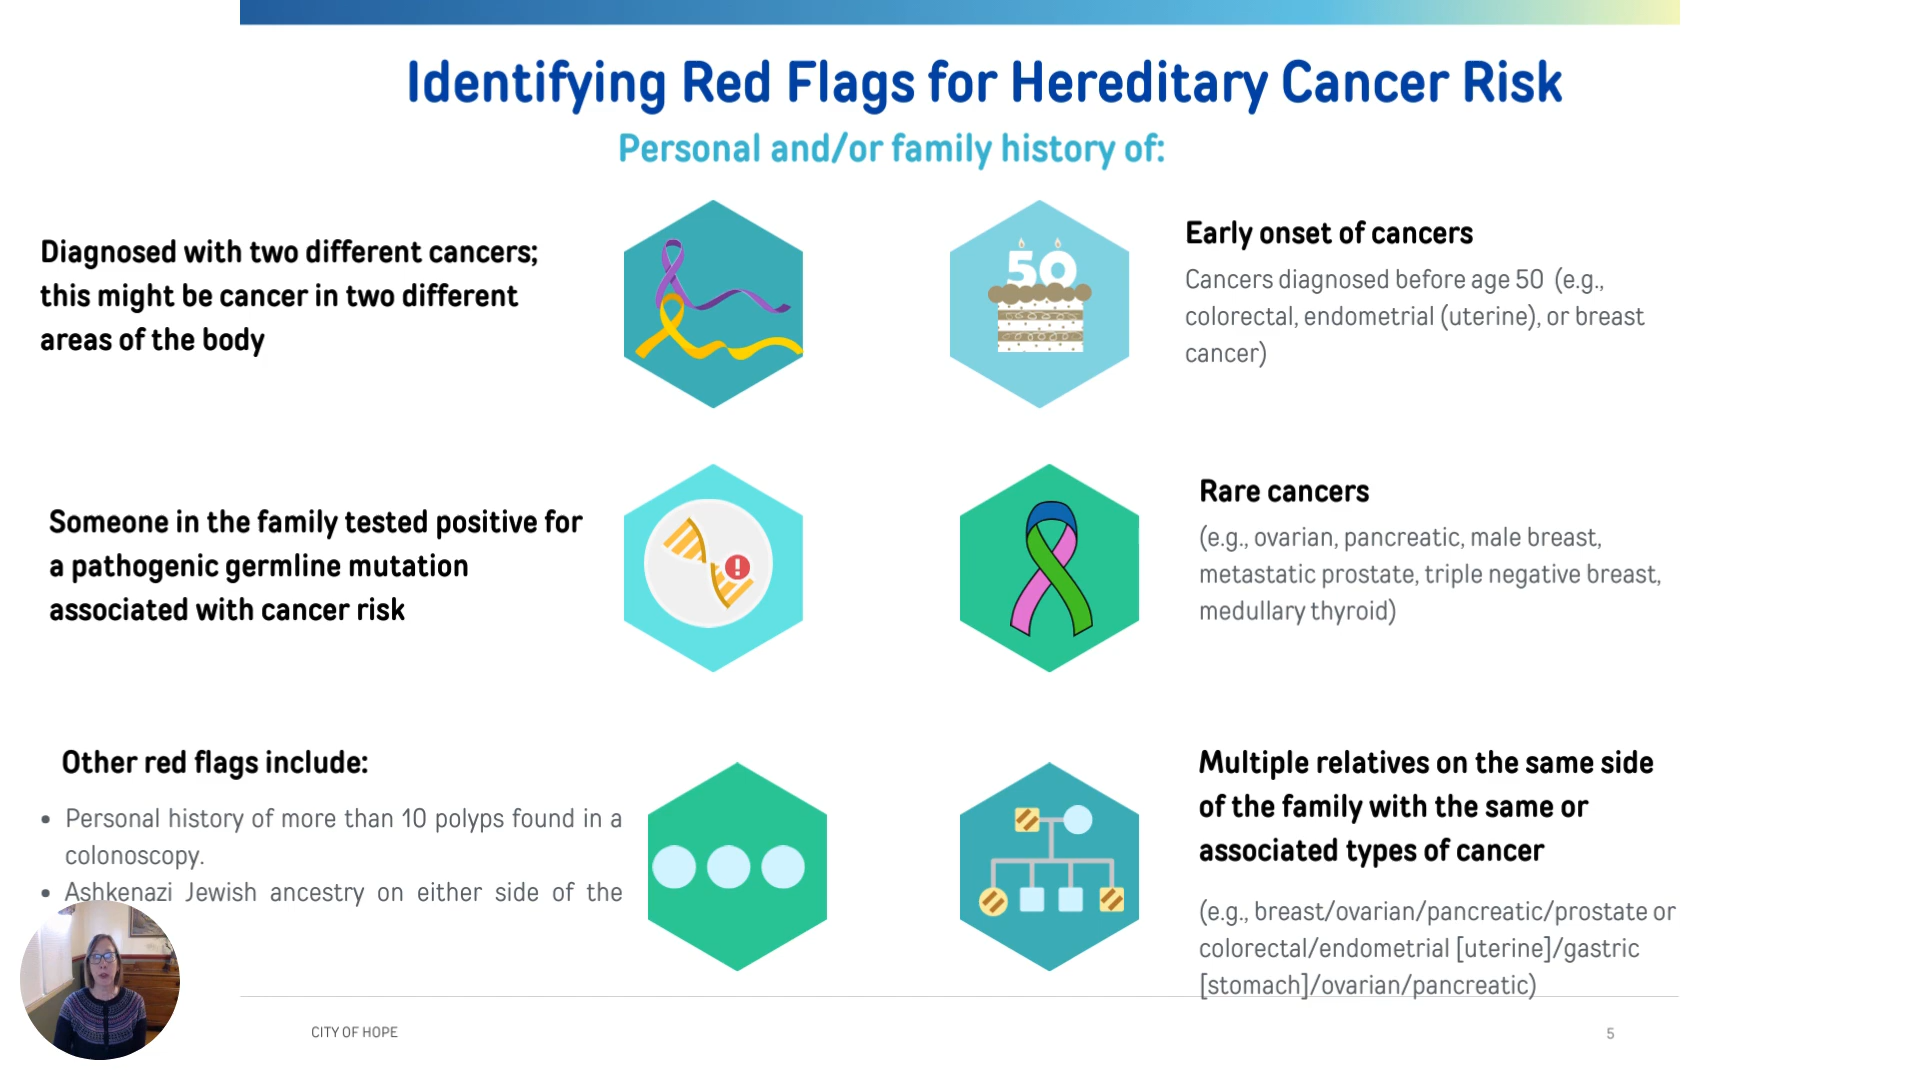 Identifying Red Flags for Hereditary Cancer Risk
Personal and/or family history of:
Diagnosed with two different cancers;
this might be cancer in two different
areas of the body
50
Early onset of cancers
Cancers diagnosed before age 50 (e.g.,
colorectal, endometrial (uterine), or breast
cancer)
Someone in the family tested positive for
a pathogenic germline mutation
associated with cancer risk
!
Rare cancers
(e.g., ovarian, pancreatic, male breast,
metastatic prostate, triple negative breast,
medullary thyroid)
Other red flags include:
• Personal history of more than 10 polyps found in a
colonoscopy.
• Ashkenazi Jewish ancestry on either side of the
Multiple relatives on the same side
of the family with the same or
associated types of cancer
(e.g., breast/ovarian/pancreatic/prostate or
colorectal/endometrial [uterine]/gastric
[stomach]/ovarian/pancreatic)
CITY OF HOPE
5